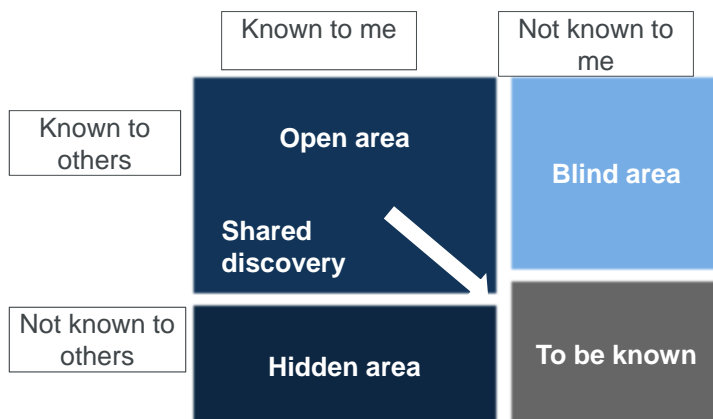 Known to me
Not known to
me
Known to
others
Open area
Blind area
Shared
discovery
Not known to
others
Hidden area
To be known